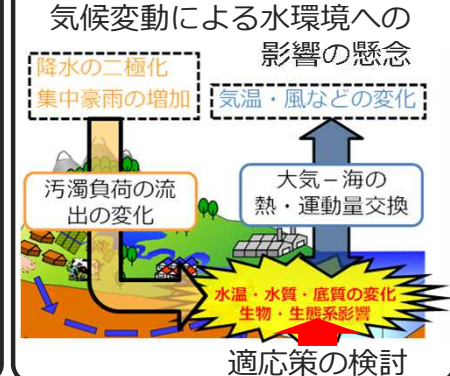 気候変動による水環境への
影響の懸念
降水の二極化
集中豪雨の増加
気温・風などの変化
汚濁負荷の流
出の変化
大気－海の
熱・運動量交換
水温・水質・底質の変化
生物・生態系影響
適応策の検討